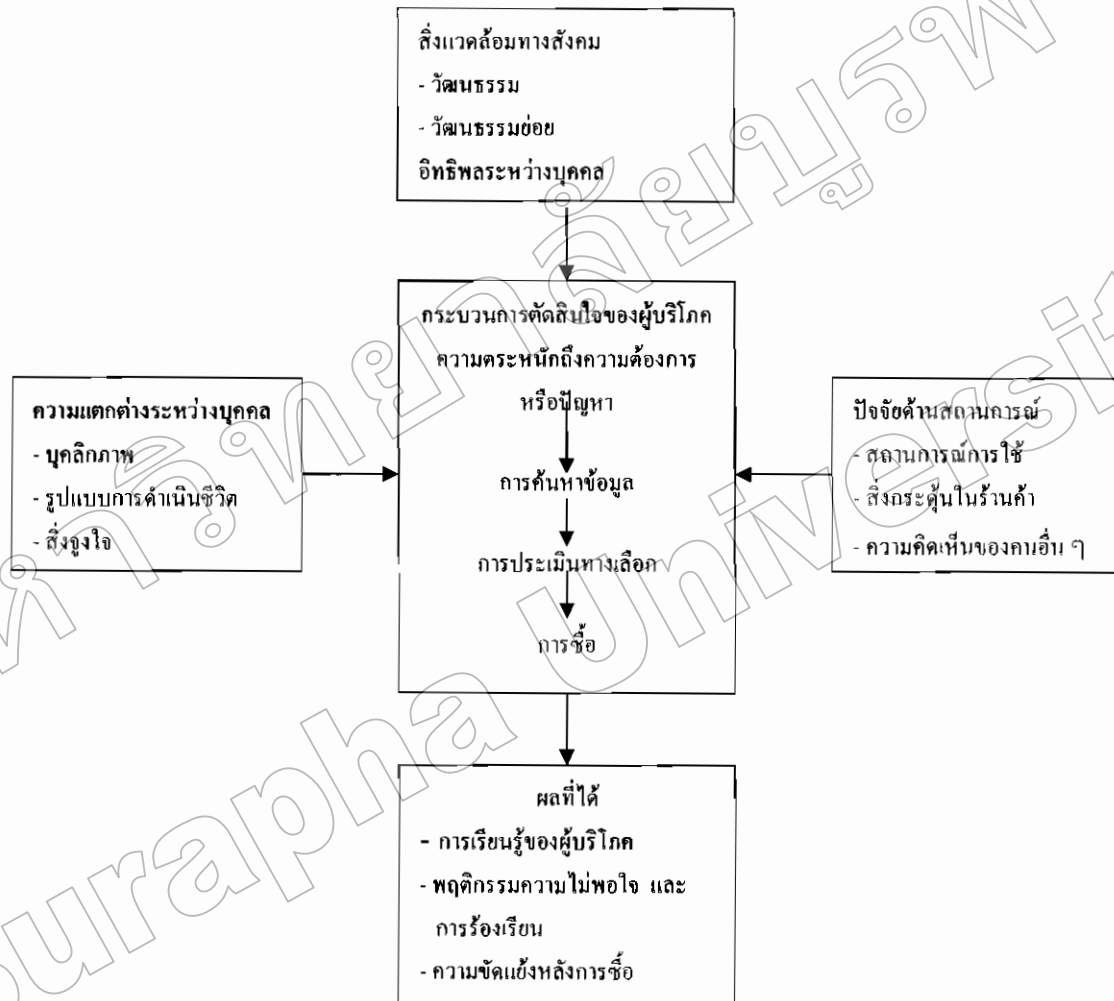 สิ่งแวดล้อมทางสังคม
- วัฒนธรรม
- วัฒนธรรมย่อย
อิทธิพลระหว่างบุคคล
กระบวนการตัดสินใจของผู้บริโภค
ความตระหนักถึงความต้องการ
หรือปัญหา
การค้นหาข้อมูล
การประเมินทางเลือก
การซื้อ
ความแตกต่างระหว่างบุคคล
- บุคลิกภาพ
- รูปแบบการดำเนินชีวิต
- สิ่งจูงใจ
ปัจจัยด้านสถานการณ์
- สถานการณ์การใช้
- สิ่งกระตุ้นในร้านค้า
- ความคิดเห็นของคนอื่น ๆ
ผลที่ได้
- การเรียนรู้ของผู้บริโภค
- พฤติกรรมความไม่พอใจ และ
การร้องเรียน
- ความขัดแย้งหลังการซื้อ
Burapha Universit